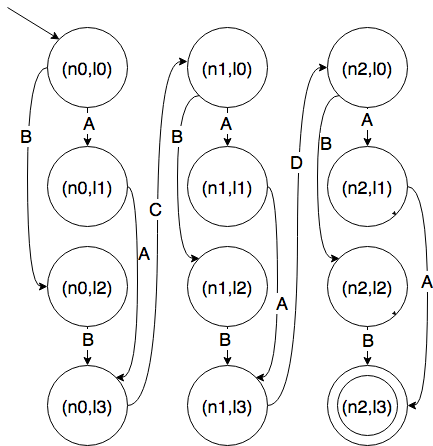 (n0,l0) (n1,l0) (n2,l0)
A A A
B B B
D
(n0,l1) (n1,l1) (n2,l1)
C
A A A
(n0,l2) (n1,l2) (n2,l2)
B B B
(n0,l3) (n1,l3) (n2,l3)